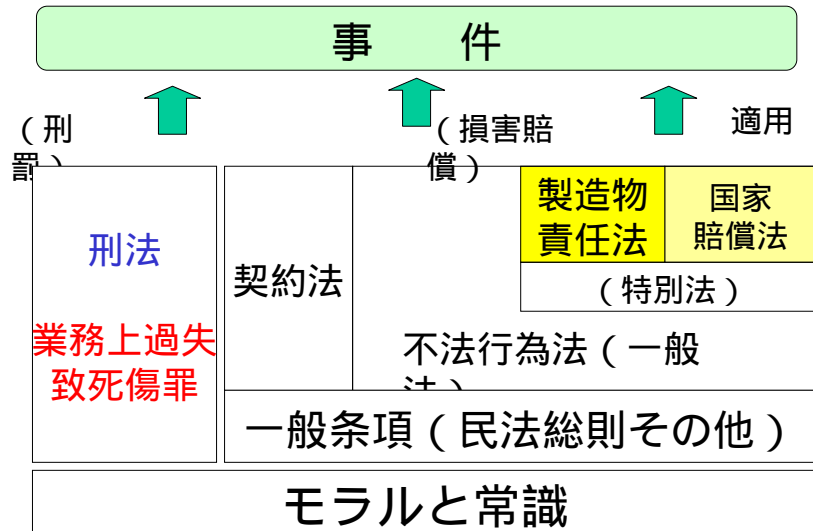 事 件
（刑
罰）
（損害賠
償）
適用
刑法
業務上過失
致死傷罪
契約法
製造物
責任法
国家
賠償法
（特別法）
不法行為法（一般
法）
一般条項（民法総則その他）
モラルと常識